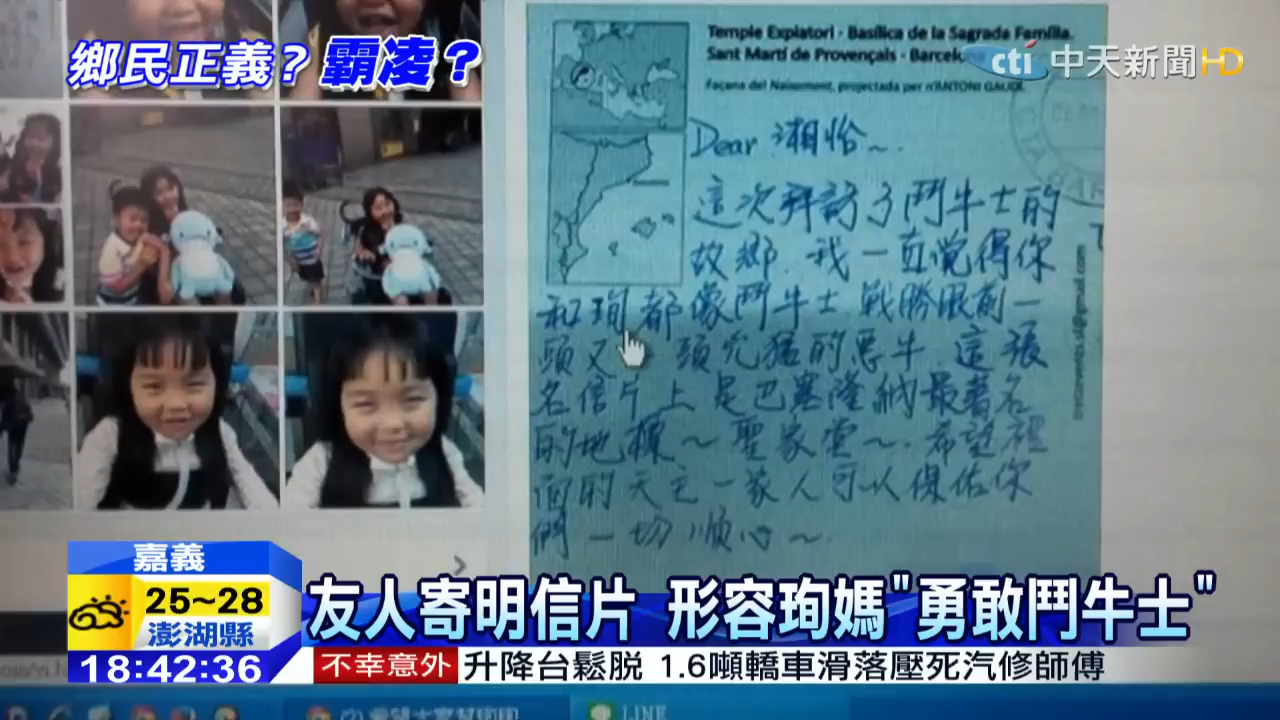 鄉民正義?霸凌?
Temple Expiatori - Basílica de la Sagrada Família.
Sant Martí de Provençals - Barcelo
cti 中天新聞HD
Façana del Naixement, projectada per n'ANTONI GAUDÍ.
Dear 湘怡~.
這次拜訪了鬥牛士的
故鄉.我一直覺得你
和珣都像鬥牛士 戰勝眼前一
頭又 頭兇猛的惡牛.這張
名信片上是巴塞隆納最著名
的地標~聖家堂~.希望裡
面的天主一家人可以保佑你
們一切順心~
@gmail.com
嘉義
25~28
澎湖縣
18:42:36
友人寄明信片 形容珣媽"勇敢鬥牛士"
不幸意外 升降台鬆脫 1.6噸轎車滑落壓死汽修師傅
LINE